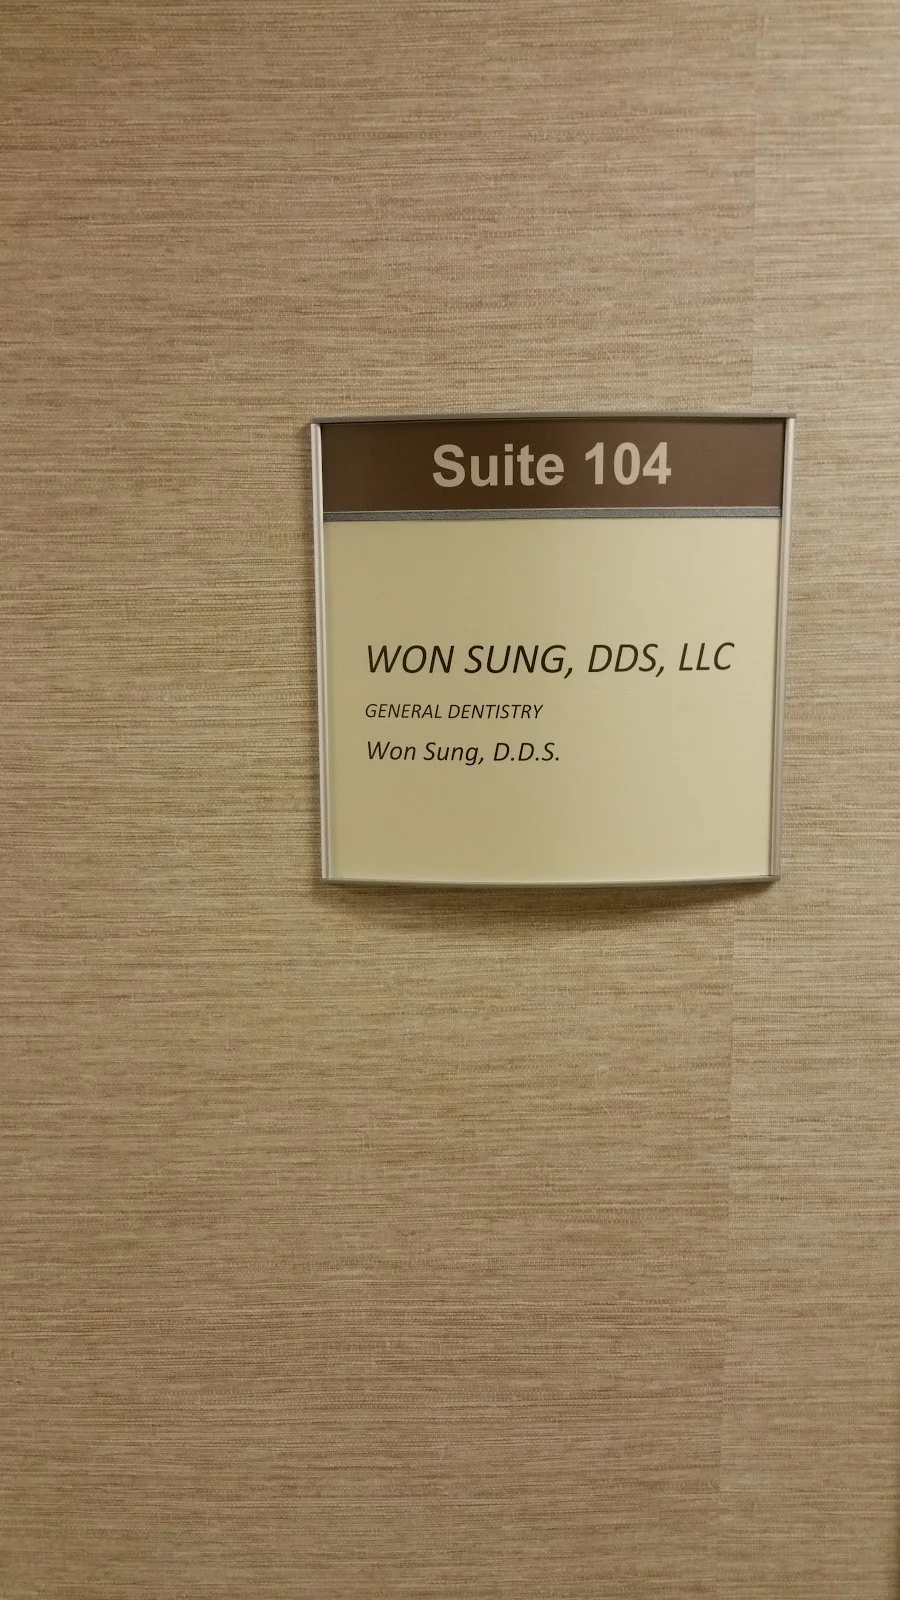 Suite 104
WON SUNG, DDS, LLC
GENERAL DENTISTRY
Won Sung, D.D.S.